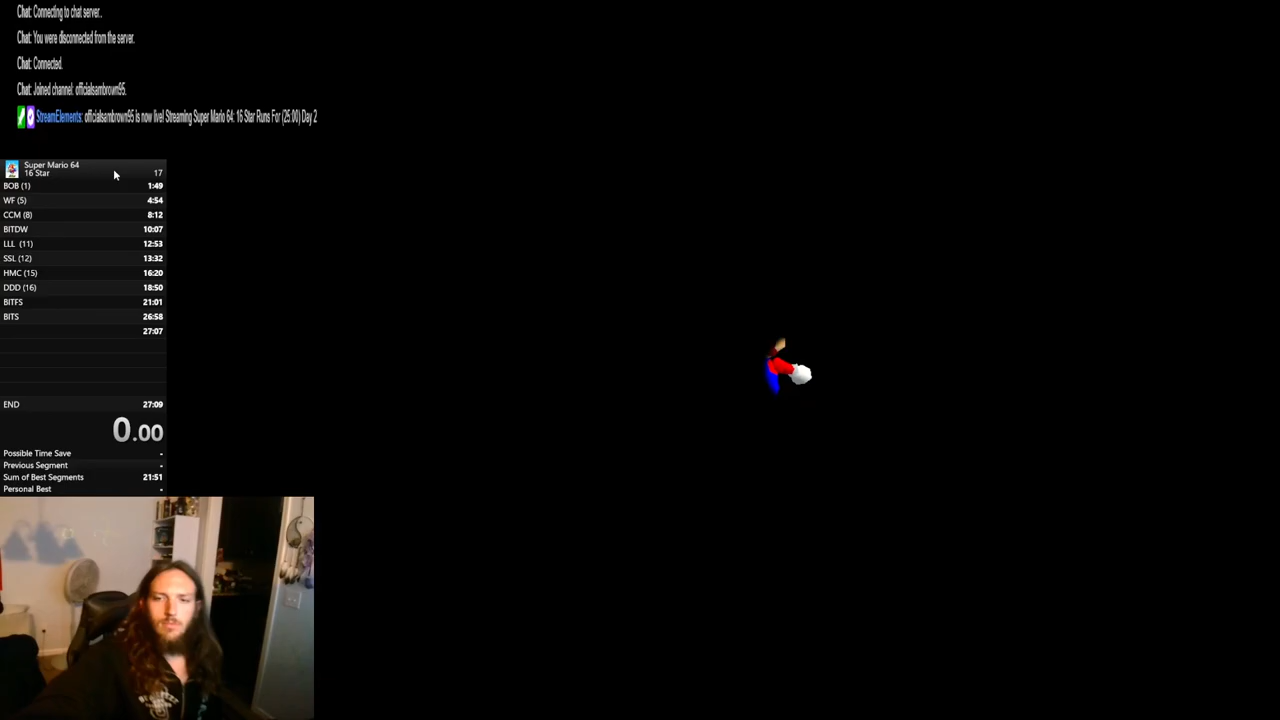 Chat: Connecting to chat server..
Chat: You were disconnected from the server.
Chat: Connected.
Chat: Joined channel: officialsambrown95.
StreamElements: officialsambrown95 is now live! Streaming Super Mario 64: 16 Star Runs For (25:00) Day 2
Super Mario 64
16 Star 17
BOB (1) 1:49
WF (5) 4:54
CCM (8) 8:12
BITDW 10:07
LLL (11) 12:53
SSL (12) 13:32
HMC (15) 16:20
DDD (16) 18:50
BITFS 21:01
BITS 26:58
27:07
END 27:09
0.00
Possible Time Save -
Previous Segment -
Sum of Best Segments 21:51
Personal Best -